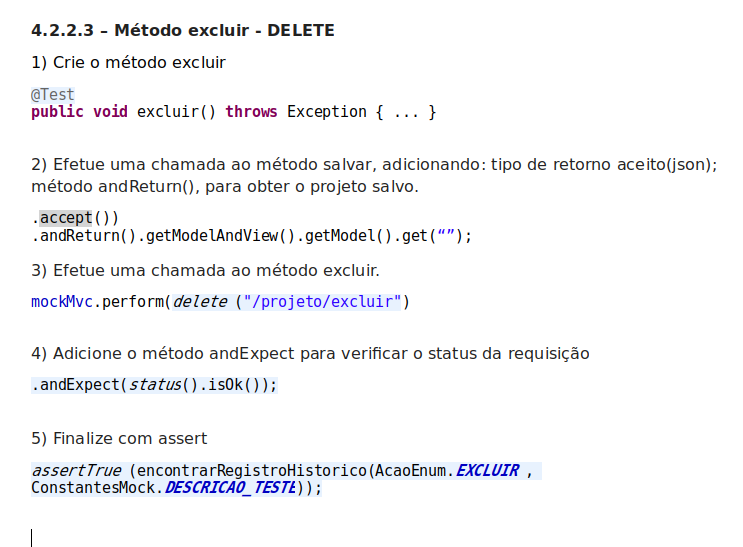 4.2.2.3 – Método excluir - DELETE
1) Crie o método excluir
@Test
public void excluir() throws Exception { ... }
2) Efetue uma chamada ao método salvar, adicionando: tipo de retorno aceito(json);
método andReturn(), para obter o projeto salvo.
.accept())
.andReturn().getModelAndView().getModel().get(“”);
3) Efetue uma chamada ao método excluir.
mockMvc.perform(delete ("/projeto/excluir")
4) Adicione o método andExpect para verificar o status da requisição
.andExpect(status().isOk());
5) Finalize com assert
assertTrue (encontrarRegistroHistorico(AcaoEnum.EXCLUIR ,
ConstantesMock.DESCRICAO_TESTE));